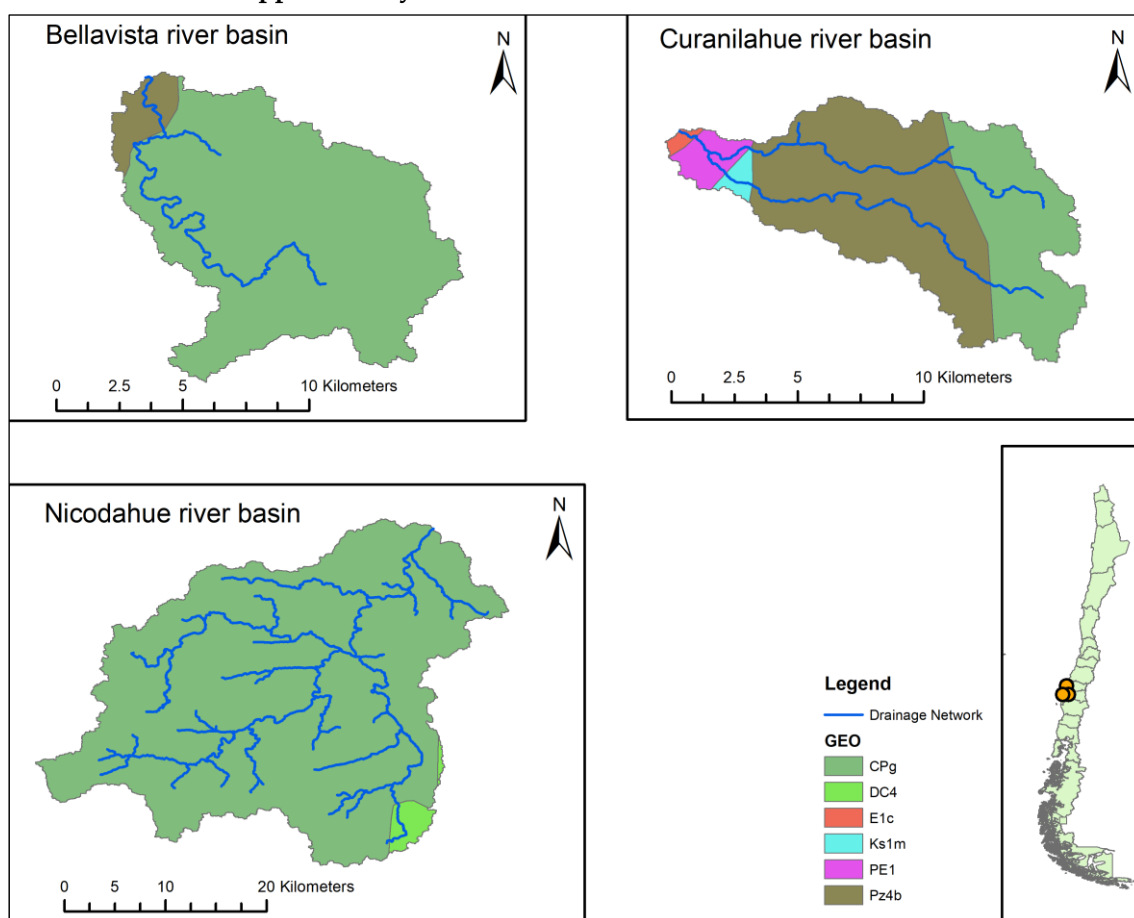 Bellavista river basin
N
0 2.5 5 10 Kilometers
Curanilahue river basin
N
0 2.5 5 10 Kilometers
Nicodahue river basin
N
0 5 10 20 Kilometers
Legend
Drainage Network
GEO
CPg
DC4
E1c
Ks1m
PE1
Pz4b